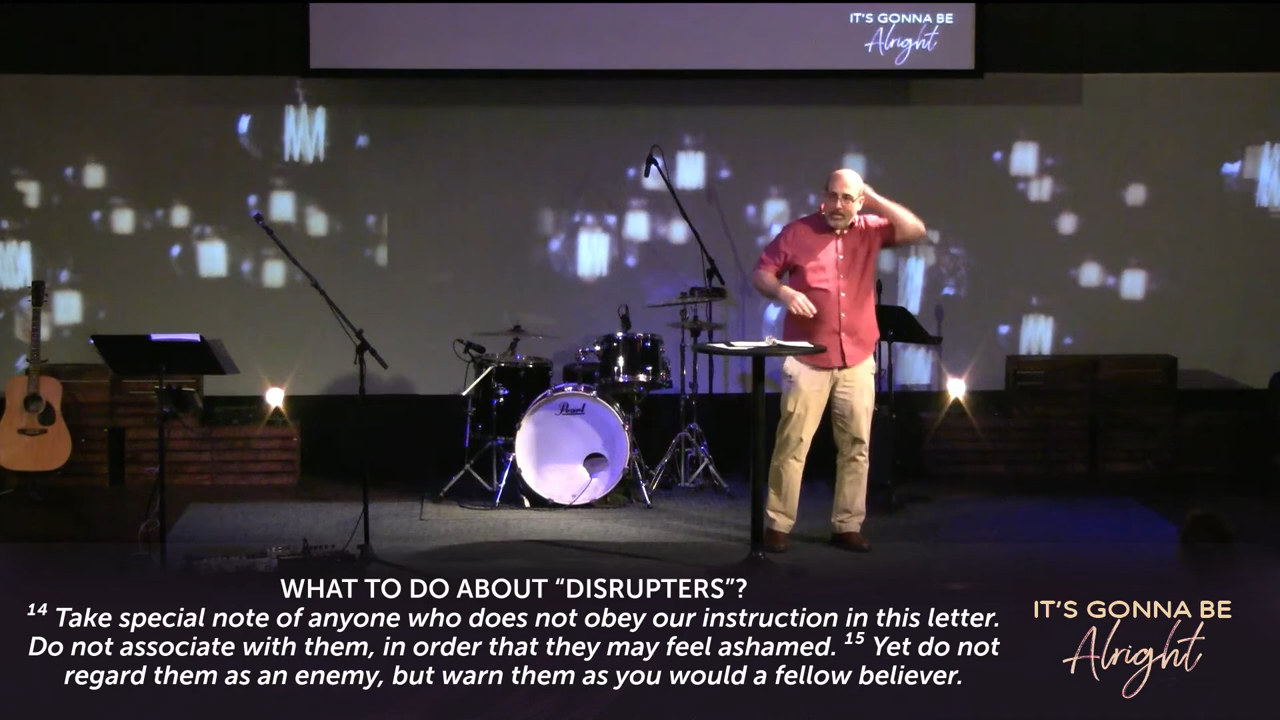 IT'S GONNA BE
Alright
Pearl
WHAT TO DO ABOUT “DISRUPTERS”?
¹⁴ Take special note of anyone who does not obey our instruction in this letter.
Do not associate with them, in order that they may feel ashamed. ¹⁵ Yet do not
regard them as an enemy, but warn them as you would a fellow believer.
IT'S GONNA BE
Alright